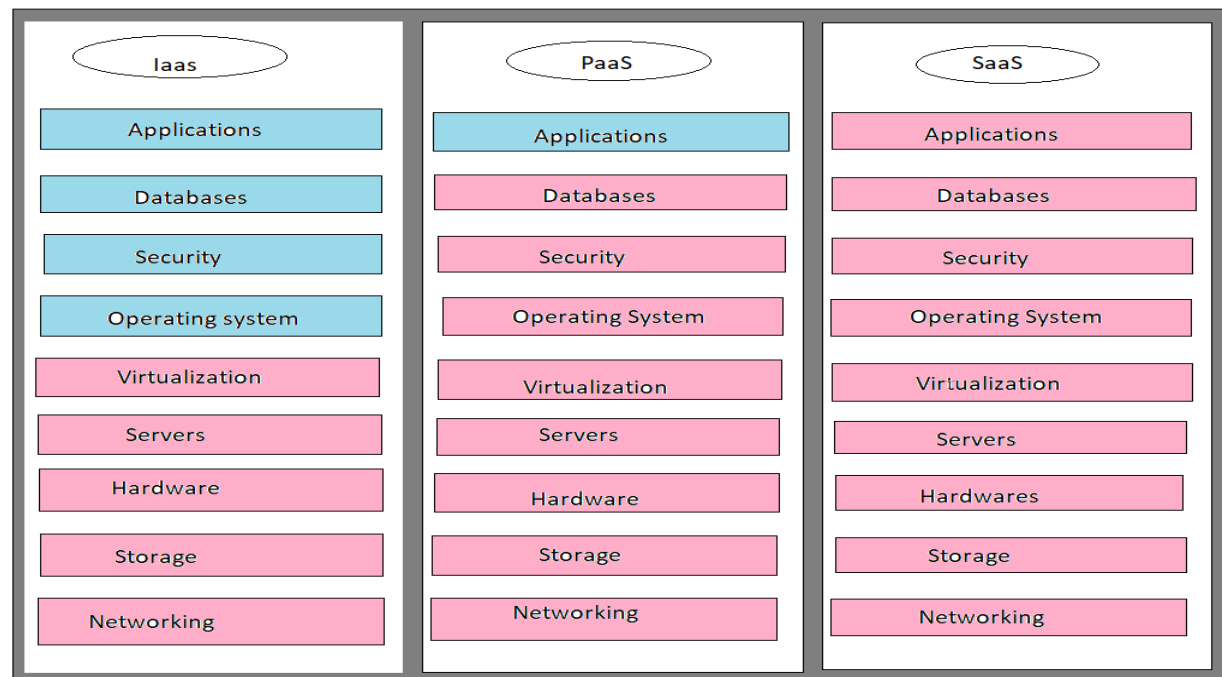 Iaas
Applications
Databases
Security
Operating system
Virtualization
Servers
Hardware
Storage
Networking
PaaS
Applications
Databases
Security
Operating System
Virtualization
Servers
Hardware
Storage
Networking
SaaS
Applications
Databases
Security
Operating System
Virtualization
Servers
Hardwares
Storage
Networking